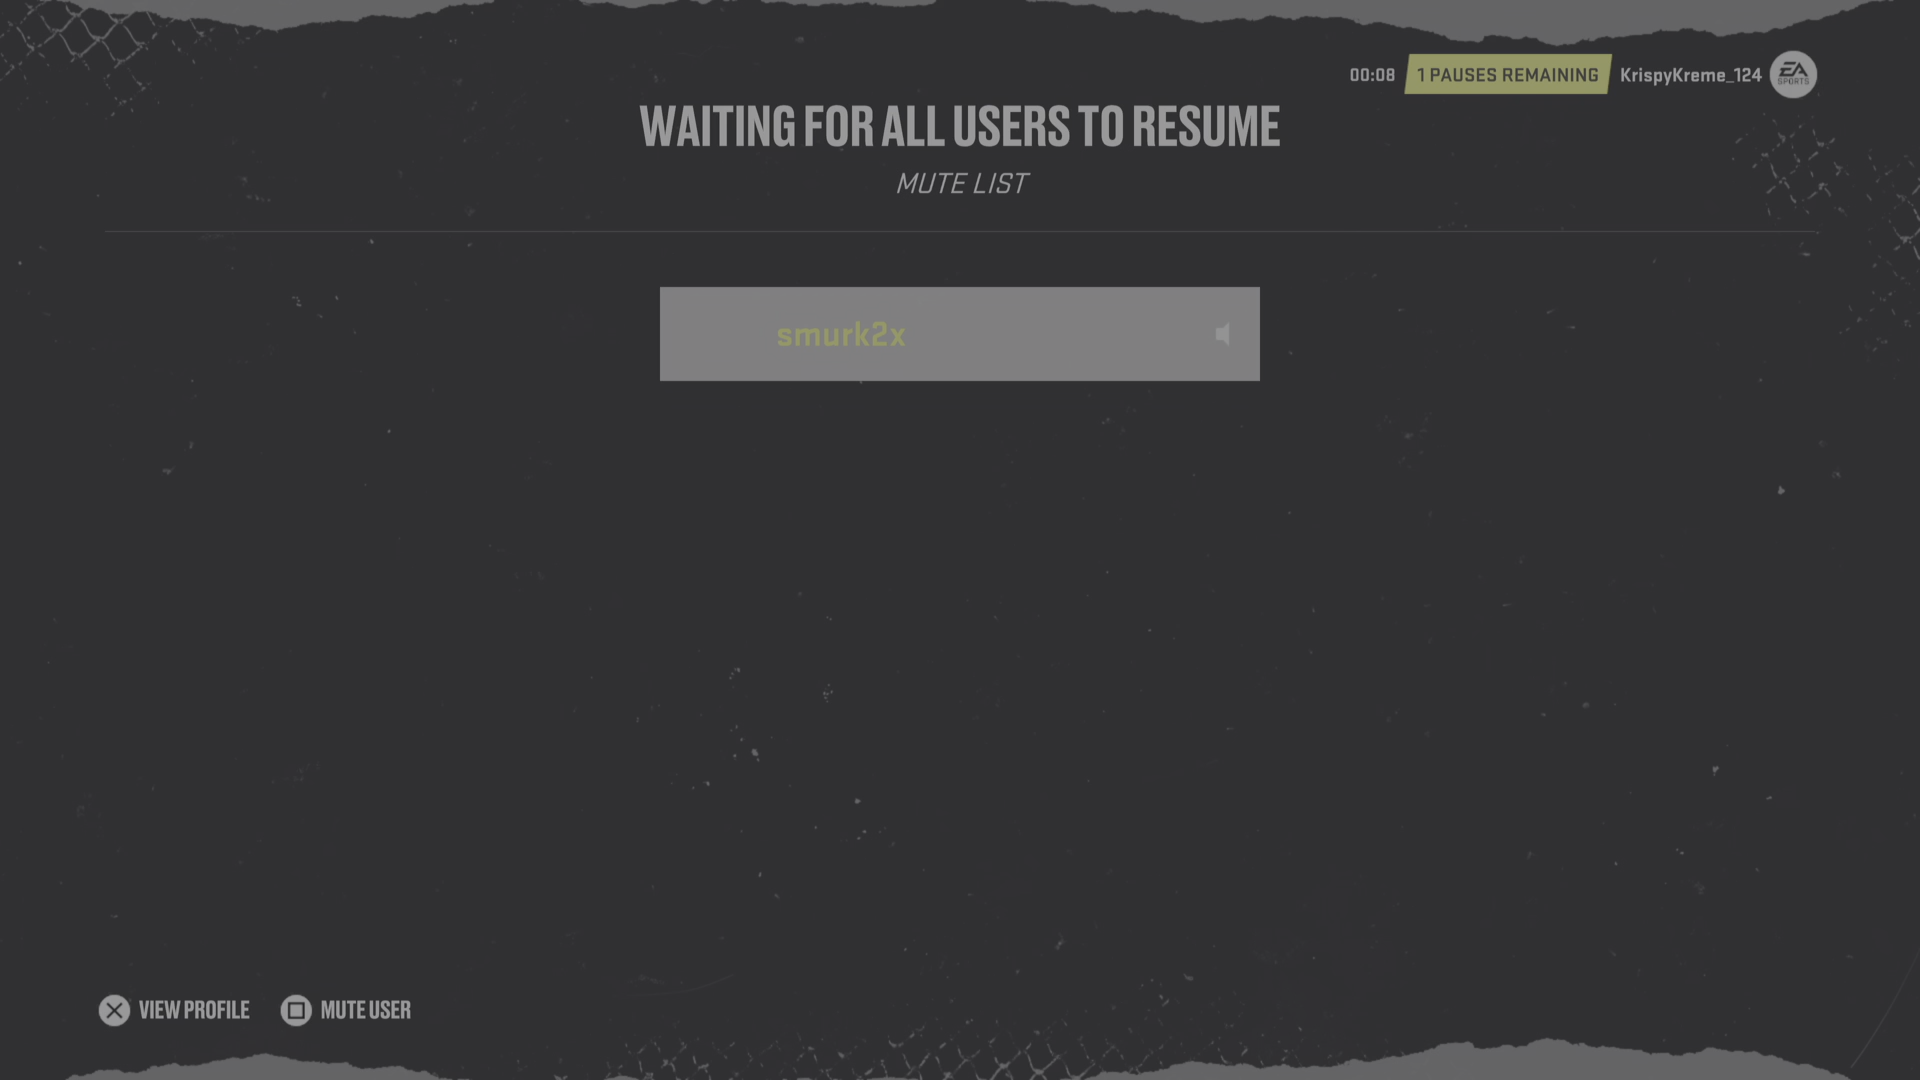 00:08 1 PAUSES REMAINING KrispyKreme_124 EA SPORTS
WAITING FOR ALL USERS TO RESUME
MUTE LIST
smurk2x
VIEW PROFILE MUTE USER